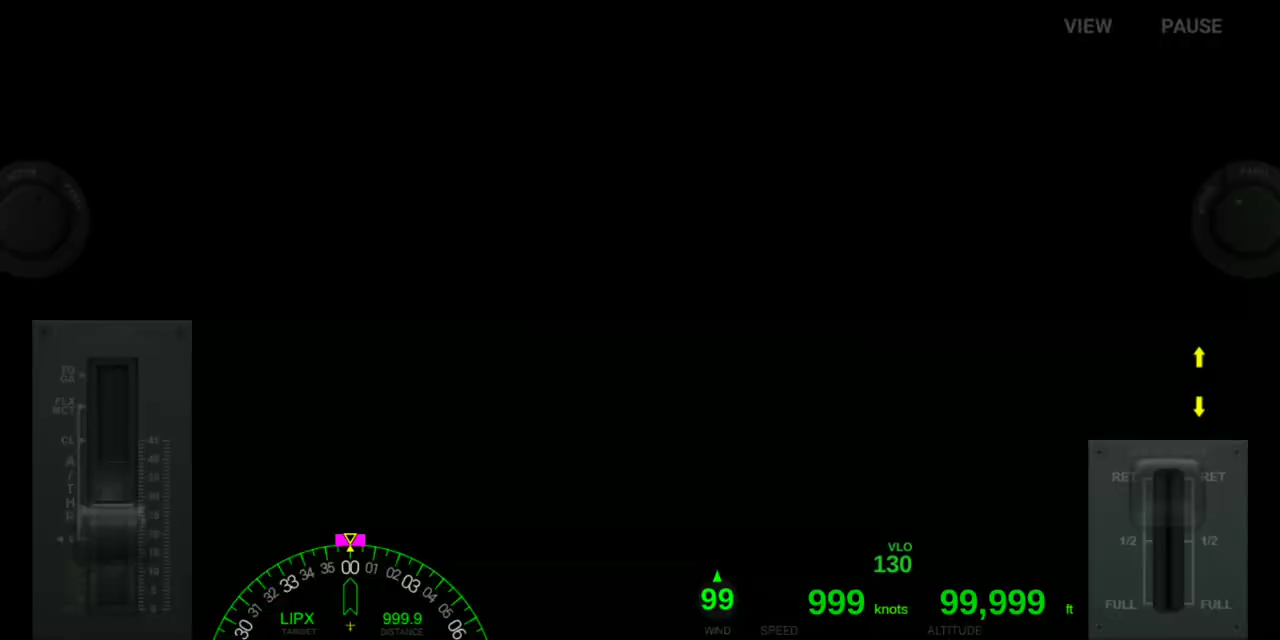 VIEW PAUSE
TO
GA
FLX
MCT
CL
A
/
T
H
R
RET RET
1/2 1/2
FULL FULL
VLO
130
33 34 35 00 01 02 03
30 31 32 04 05 06
LIPX 999.9
TARGET DISTANCE
99 999 knots 99,999 ft
WIND SPEED ALTITUDE